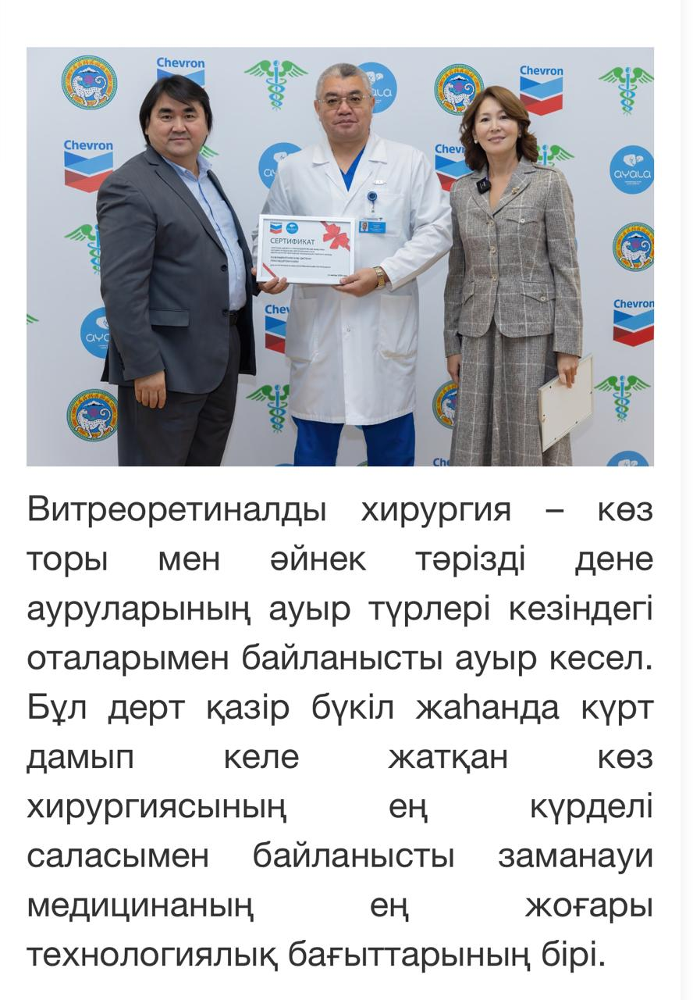 Chevron
Chevron
Chevron
ayala
Chevron
СЕРТИФИКАТ
Chevron
ayala
Витреоретиналды хирургия – көз
торы мен әйнек тәрізді дене
ауруларының ауыр түрлері кезіндегі
оталарымен байланысты ауыр кесел.
Бұл дерт қазір бүкіл жаһанда күрт
дамып келе жатқан көз
хирургиясының ең күрделі
саласымен байланысты заманауи
медицинаның ең жоғары
технологиялық бағыттарының бірі.